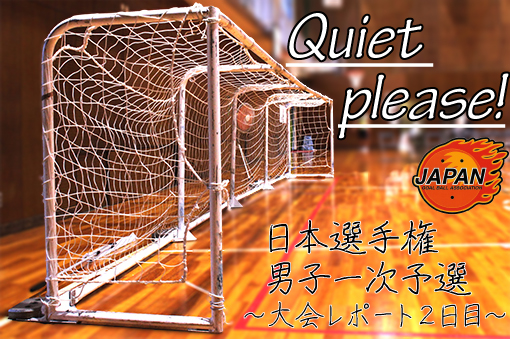 Quiet
please!
JAPAN
GOAL BALL ASSOCIATION
日本選手権
男子一次予選
～大会レポート２日目～